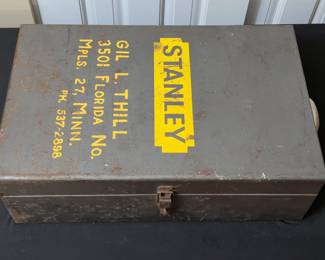 STANLEY
GIL L. THILL
3501 FLORIDA NO.
MPLS. 27, MINN.
PH. 537-2898